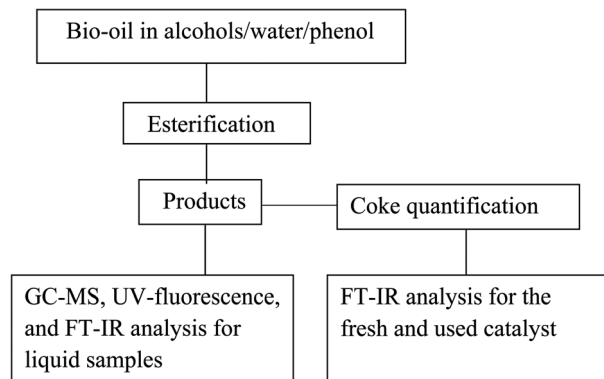 Bio-oil in alcohols/water/phenol
Esterification
Products
Coke quantification
GC-MS, UV-fluorescence,
and FT-IR analysis for
liquid samples
FT-IR analysis for the
fresh and used catalyst